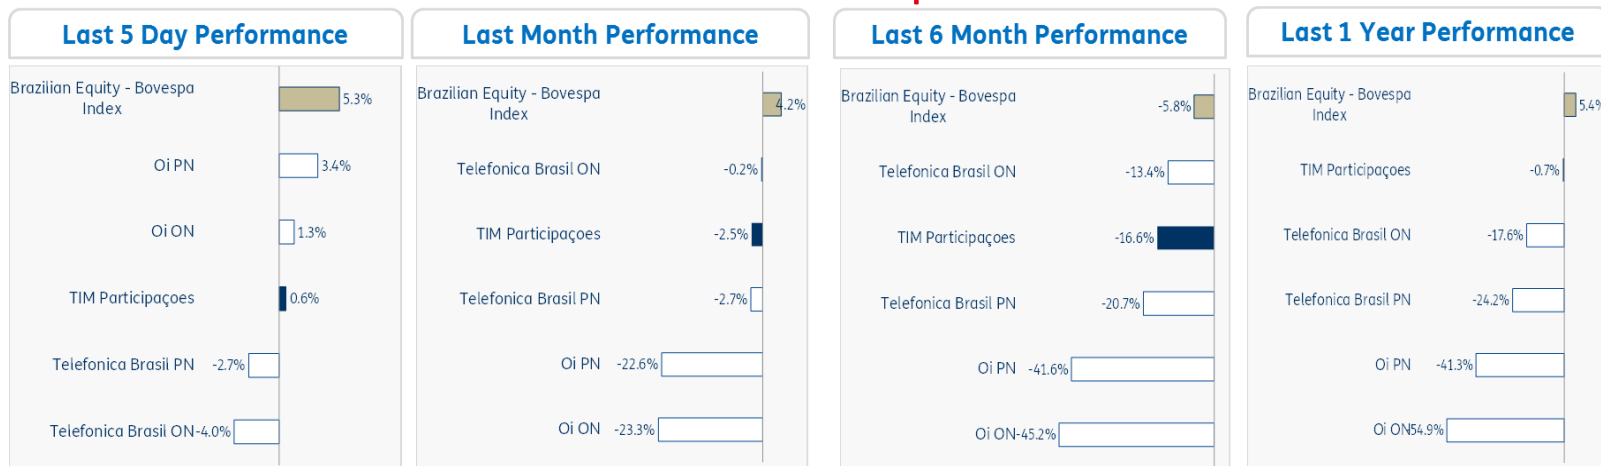 Last 5 Day Performance
Brazilian Equity - Bovespa
Index
5.3%
Oi PN
3.4%
Oi ON
1.3%
TIM Participaçoes
0.6%
Telefonica Brasil PN
-2.7%
Telefonica Brasil ON
-4.0%
Last Month Performance
Brazilian Equity - Bovespa
Index
4.2%
Telefonica Brasil ON
-0.2%
TIM Participaçoes
-2.5%
Telefonica Brasil PN
-2.7%
Oi PN
-22.6%
Oi ON
-23.3%
Last 6 Month Performance
Brazilian Equity - Bovespa
Index
-5.8%
Telefonica Brasil ON
-13.4%
TIM Participaçoes
-16.6%
Telefonica Brasil PN
-20.7%
Oi PN
-41.6%
Oi ON
-45.2%
Last 1 Year Performance
Brazilian Equity - Bovespa
Index
5.4%
TIM Participaçoes
-0.7%
Telefonica Brasil ON
-17.6%
Telefonica Brasil PN
-24.2%
Oi PN
-41.3%
Oi ON
54.9%